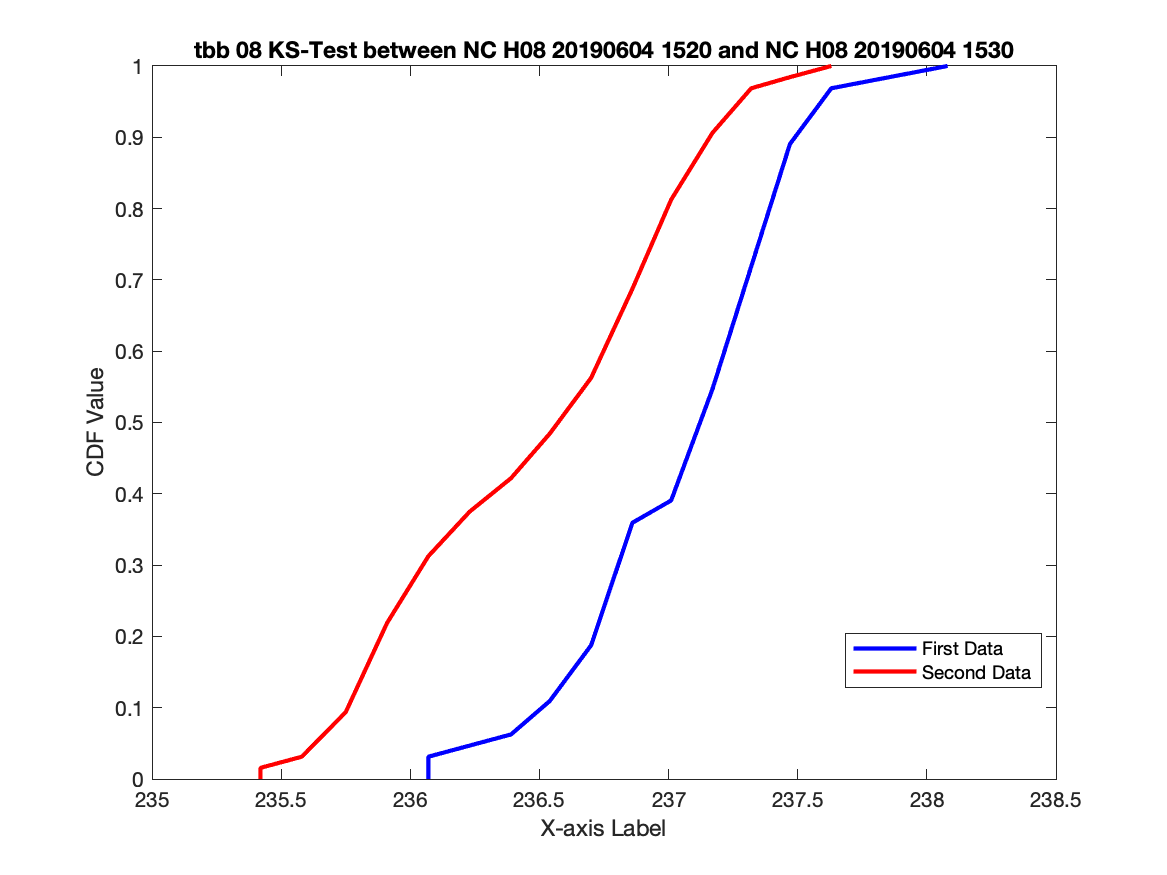 tbb 08 KS-Test between NC H08 20190604 1520 and NC H08 20190604 1530
1
0.9
0.8
0.7
0.6
0.5
0.4
0.3
0.2
0.1
0
CDF Value
First Data
Second Data
235 235.5 236 236.5 237 237.5 238 238.5
X-axis Label